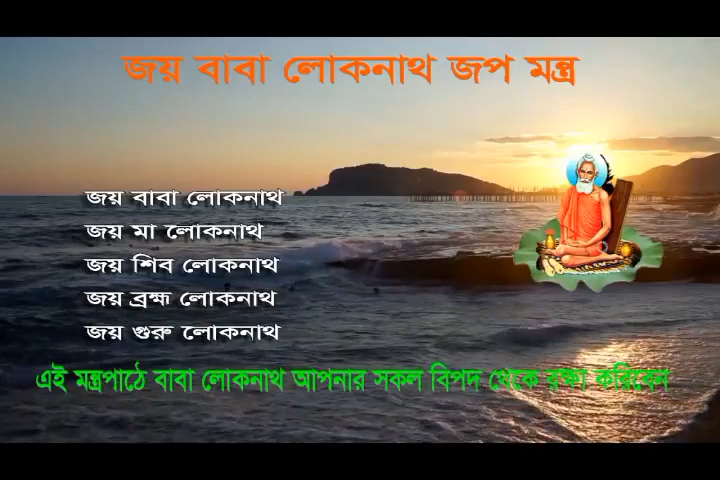 জয় বাবা লোকনাথ জপ মন্ত্র
জয় বাবা লোকনাথ
জয় মা লোকনাথ
জয় শিব লোকনাথ
জয় ব্রহ্ম লোকনাথ
জয় গুরু লোকনাথ
এই মন্ত্রপাঠে বাবা লোকনাথ আপনার সকল বিপদ থেকে রক্ষা করিবেন